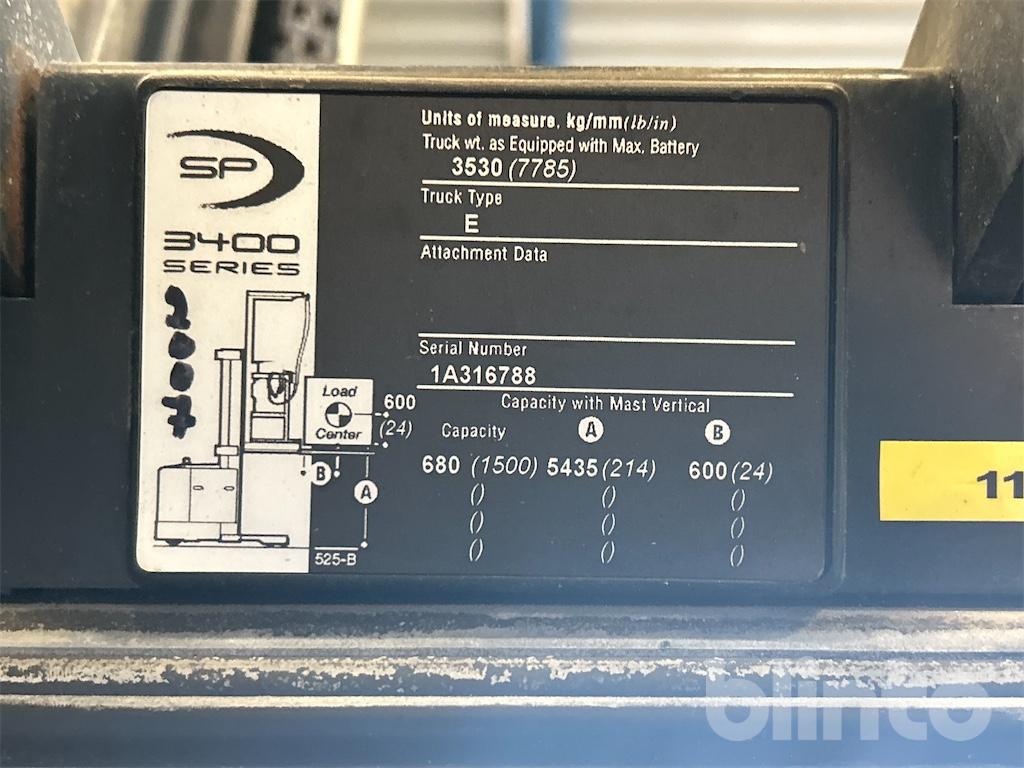 SP
3400
SERIES
2007
Load
Center
600
(24)
B
A
525-B
Units of measure, kg/mm(lb/in)
Truck wt. as Equipped with Max. Battery
3530 (7785)
Truck Type
E
Attachment Data
Serial Number
1A316788
Capacity with Mast Vertical
Capacity A B
680 (1500) 5435 (214) 600 (24)
() () ()
() () ()
() () ()
11
blinto